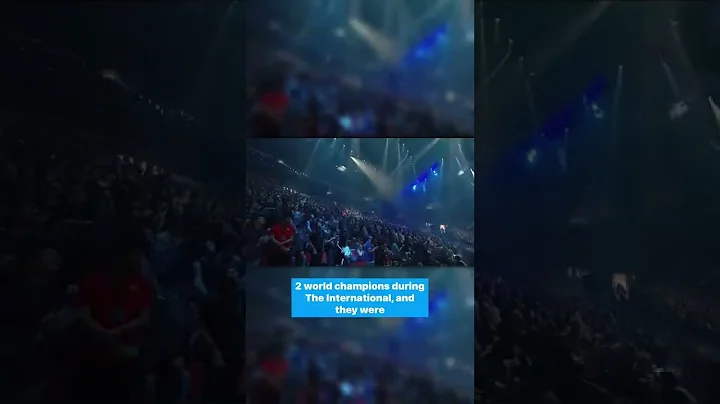 2 world champions during
The International, and
they were